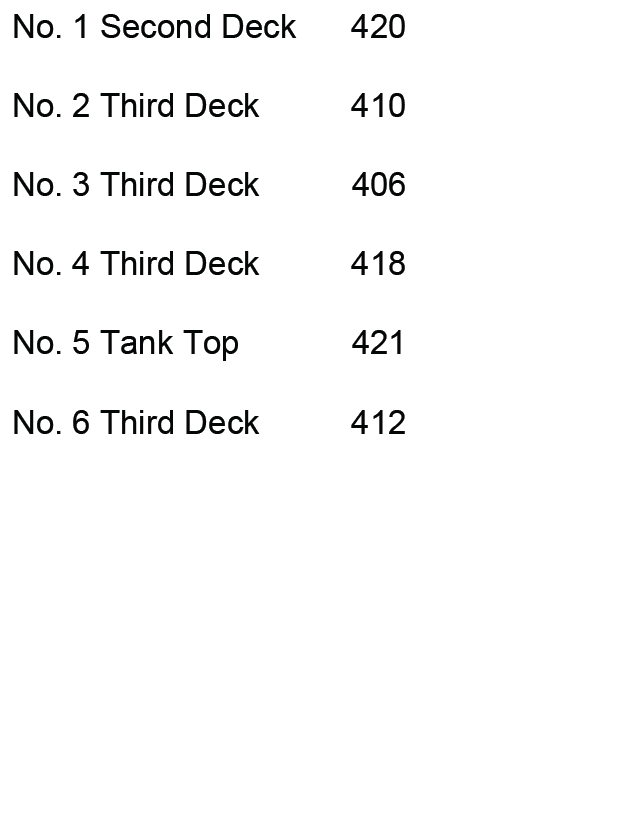 No. 1 Second Deck 420
No. 2 Third Deck 410
No. 3 Third Deck 406
No. 4 Third Deck 418
No. 5 Tank Top 421
No. 6 Third Deck 412